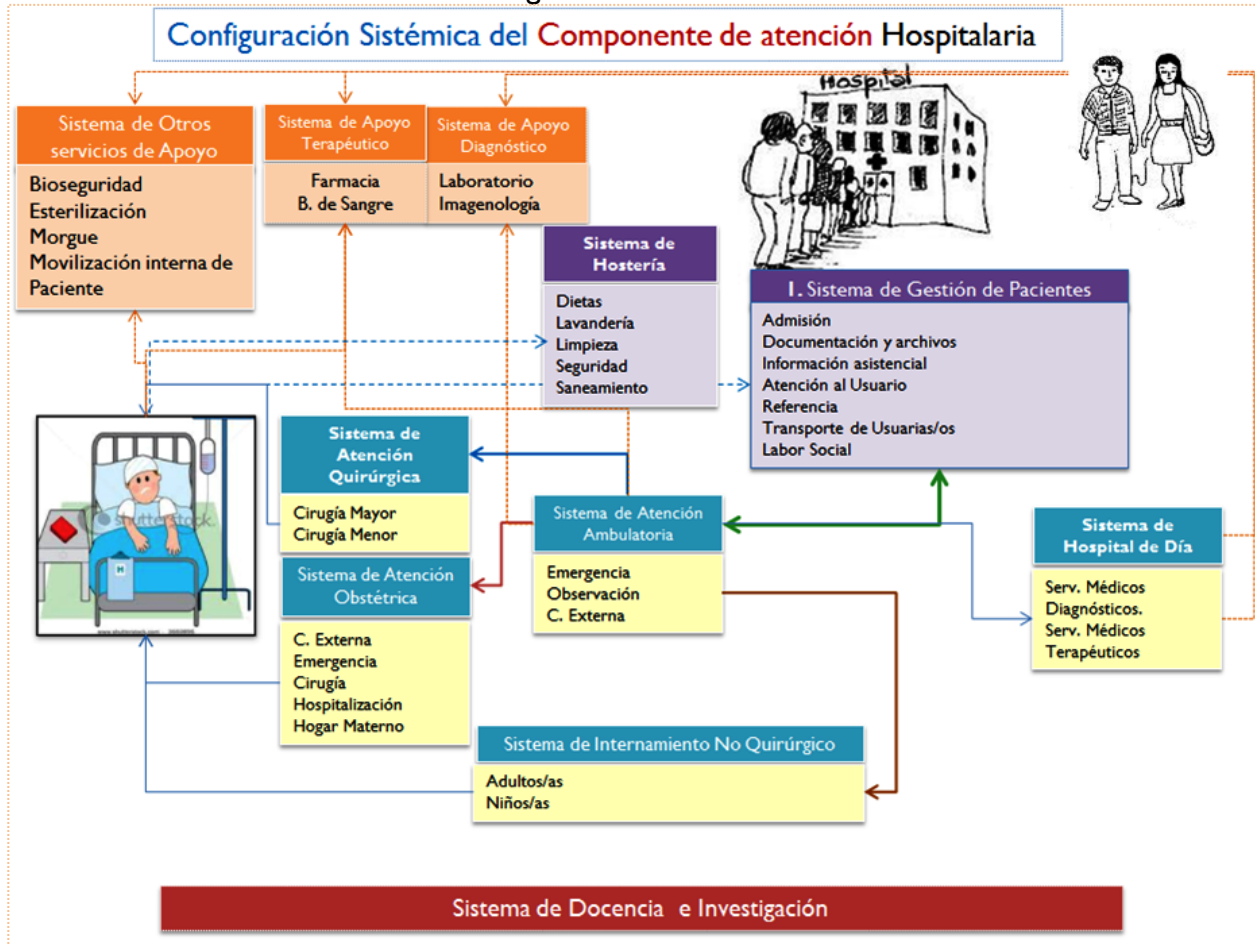 Configuración Sistémica del Componente de atención Hospitalaria
Hospital
Sistema de Otros
servicios de Apoyo
Bioseguridad
Esterilización
Morgue
Movilización interna de
Paciente
Sistema de Apoyo
Terapéutico
Farmacia
B. de Sangre
Sistema de Apoyo
Diagnóstico
Laboratorio
Imagenología
Sistema de
Hostería
Dietas
Lavandería
Limpieza
Seguridad
Saneamiento
1. Sistema de Gestión de Pacientes
Admisión
Documentación y archivos
Información asistencial
Atención al Usuario
Referencia
Transporte de Usuarias/os
Labor Social
shutterstock
H
Sistema de
Atención
Quirúrgica
Cirugía Mayor
Cirugía Menor
Sistema de Atención
Obstétrica
C. Externa
Emergencia
Cirugía
Hospitalización
Hogar Materno
Sistema de Atención
Ambulatoria
Emergencia
Observación
C. Externa
Sistema de
Hospital de Día
Serv. Médicos
Diagnósticos.
Serv. Médicos
Terapéuticos
Sistema de Internamiento No Quirúrgico
Adultos/as
Niños/as
Sistema de Docencia e Investigación